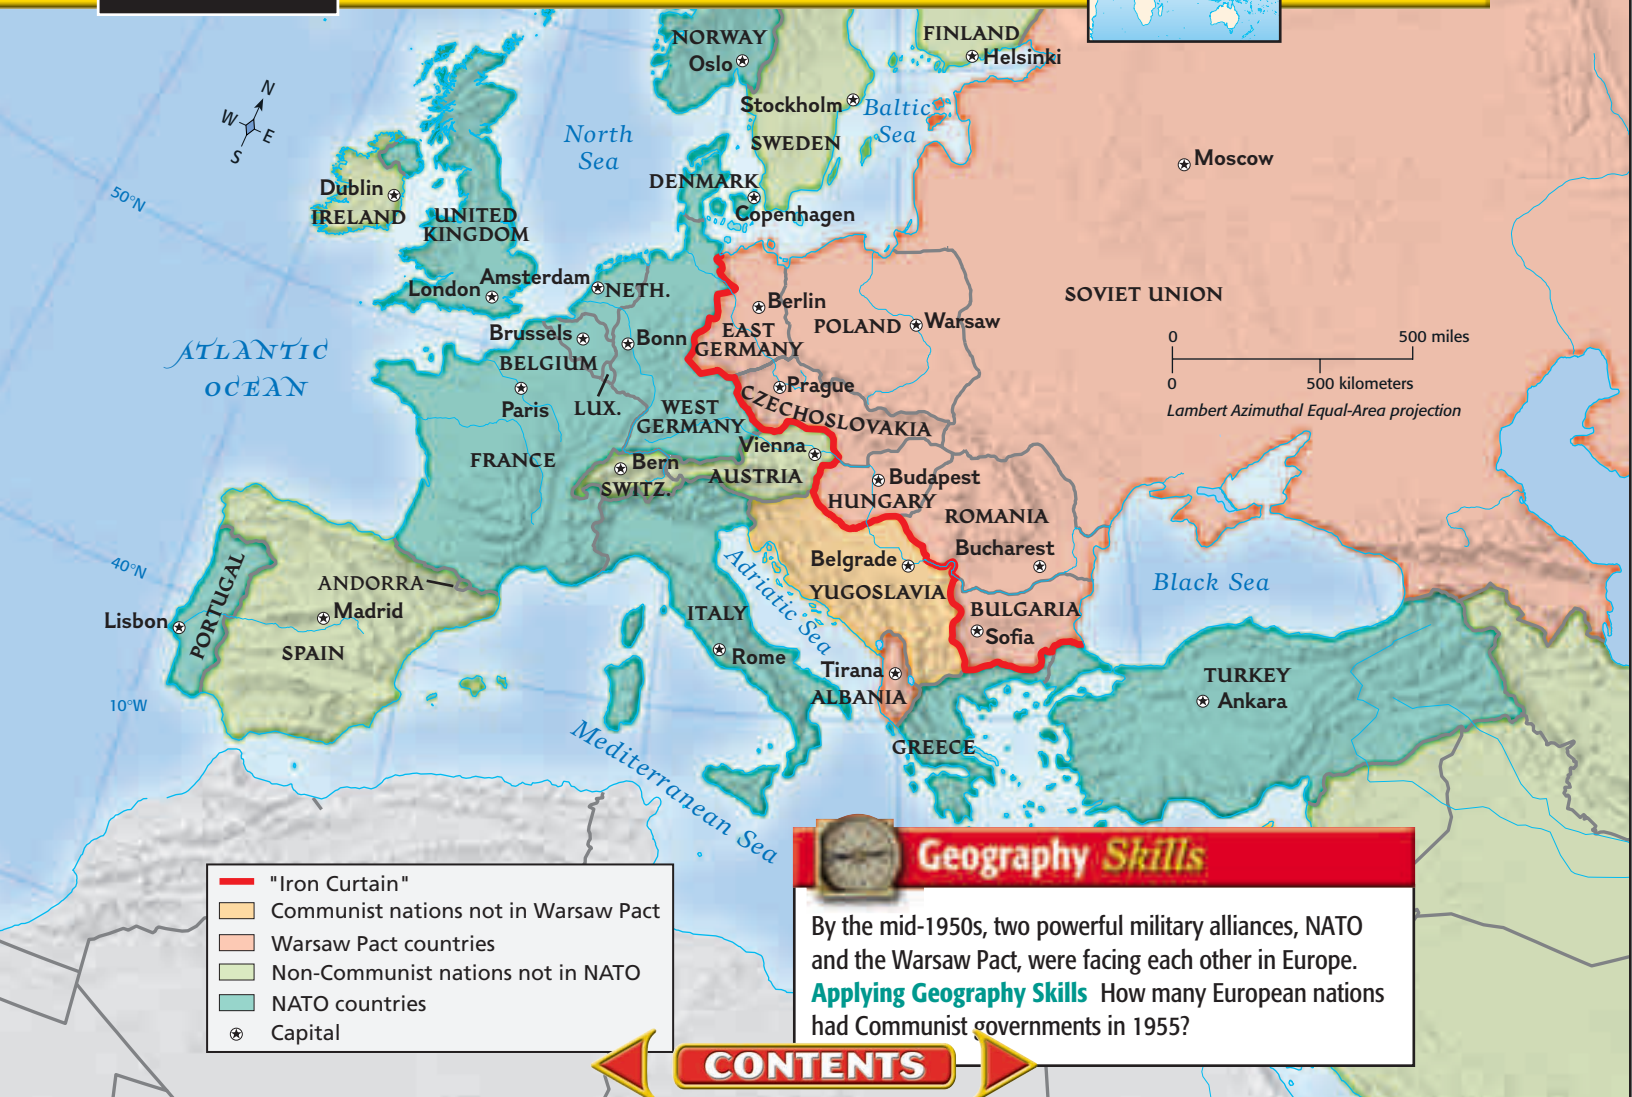 NORWAY
Oslo
FINLAND
Helsinki
Stockholm
Baltic
Sea
SWEDEN
N
W
E
S
North
Sea
Moscow
Dublin
IRELAND
50°N
UNITED
KINGDOM
DENMARK
Copenhagen
London
Amsterdam
NETH.
Berlin
EAST
GERMANY
POLAND
Warsaw
SOVIET UNION
0
500 miles
0
500 kilometers
Lambert Azimuthal Equal-Area projection
Brussels
BELGIUM
Bonn
ATLANTIC
OCEAN
Paris
LUX.
Prague
CZECHOSLOVAKIA
WEST
GERMANY
Vienna
FRANCE
Bern
SWITZ.
AUSTRIA
Budapest
HUNGARY
ROMANIA
Bucharest
Belgrade
YUGOSLAVIA
Adriatic Sea
40°N
PORTUGAL
ANDORRA
Madrid
Lisbon
SPAIN
10°W
ITALY
Rome
BULGARIA
Sofia
Black Sea
Tirana
ALBANIA
TURKEY
Ankara
GREECE
Mediterranean Sea
"Iron Curtain"
Communist nations not in Warsaw Pact
Warsaw Pact countries
Non-Communist nations not in NATO
NATO countries
Capital
Geography Skills
By the mid-1950s, two powerful military alliances, NATO
and the Warsaw Pact, were facing each other in Europe.
Applying Geography Skills How many European nations
had Communist governments in 1955?
CONTENTS